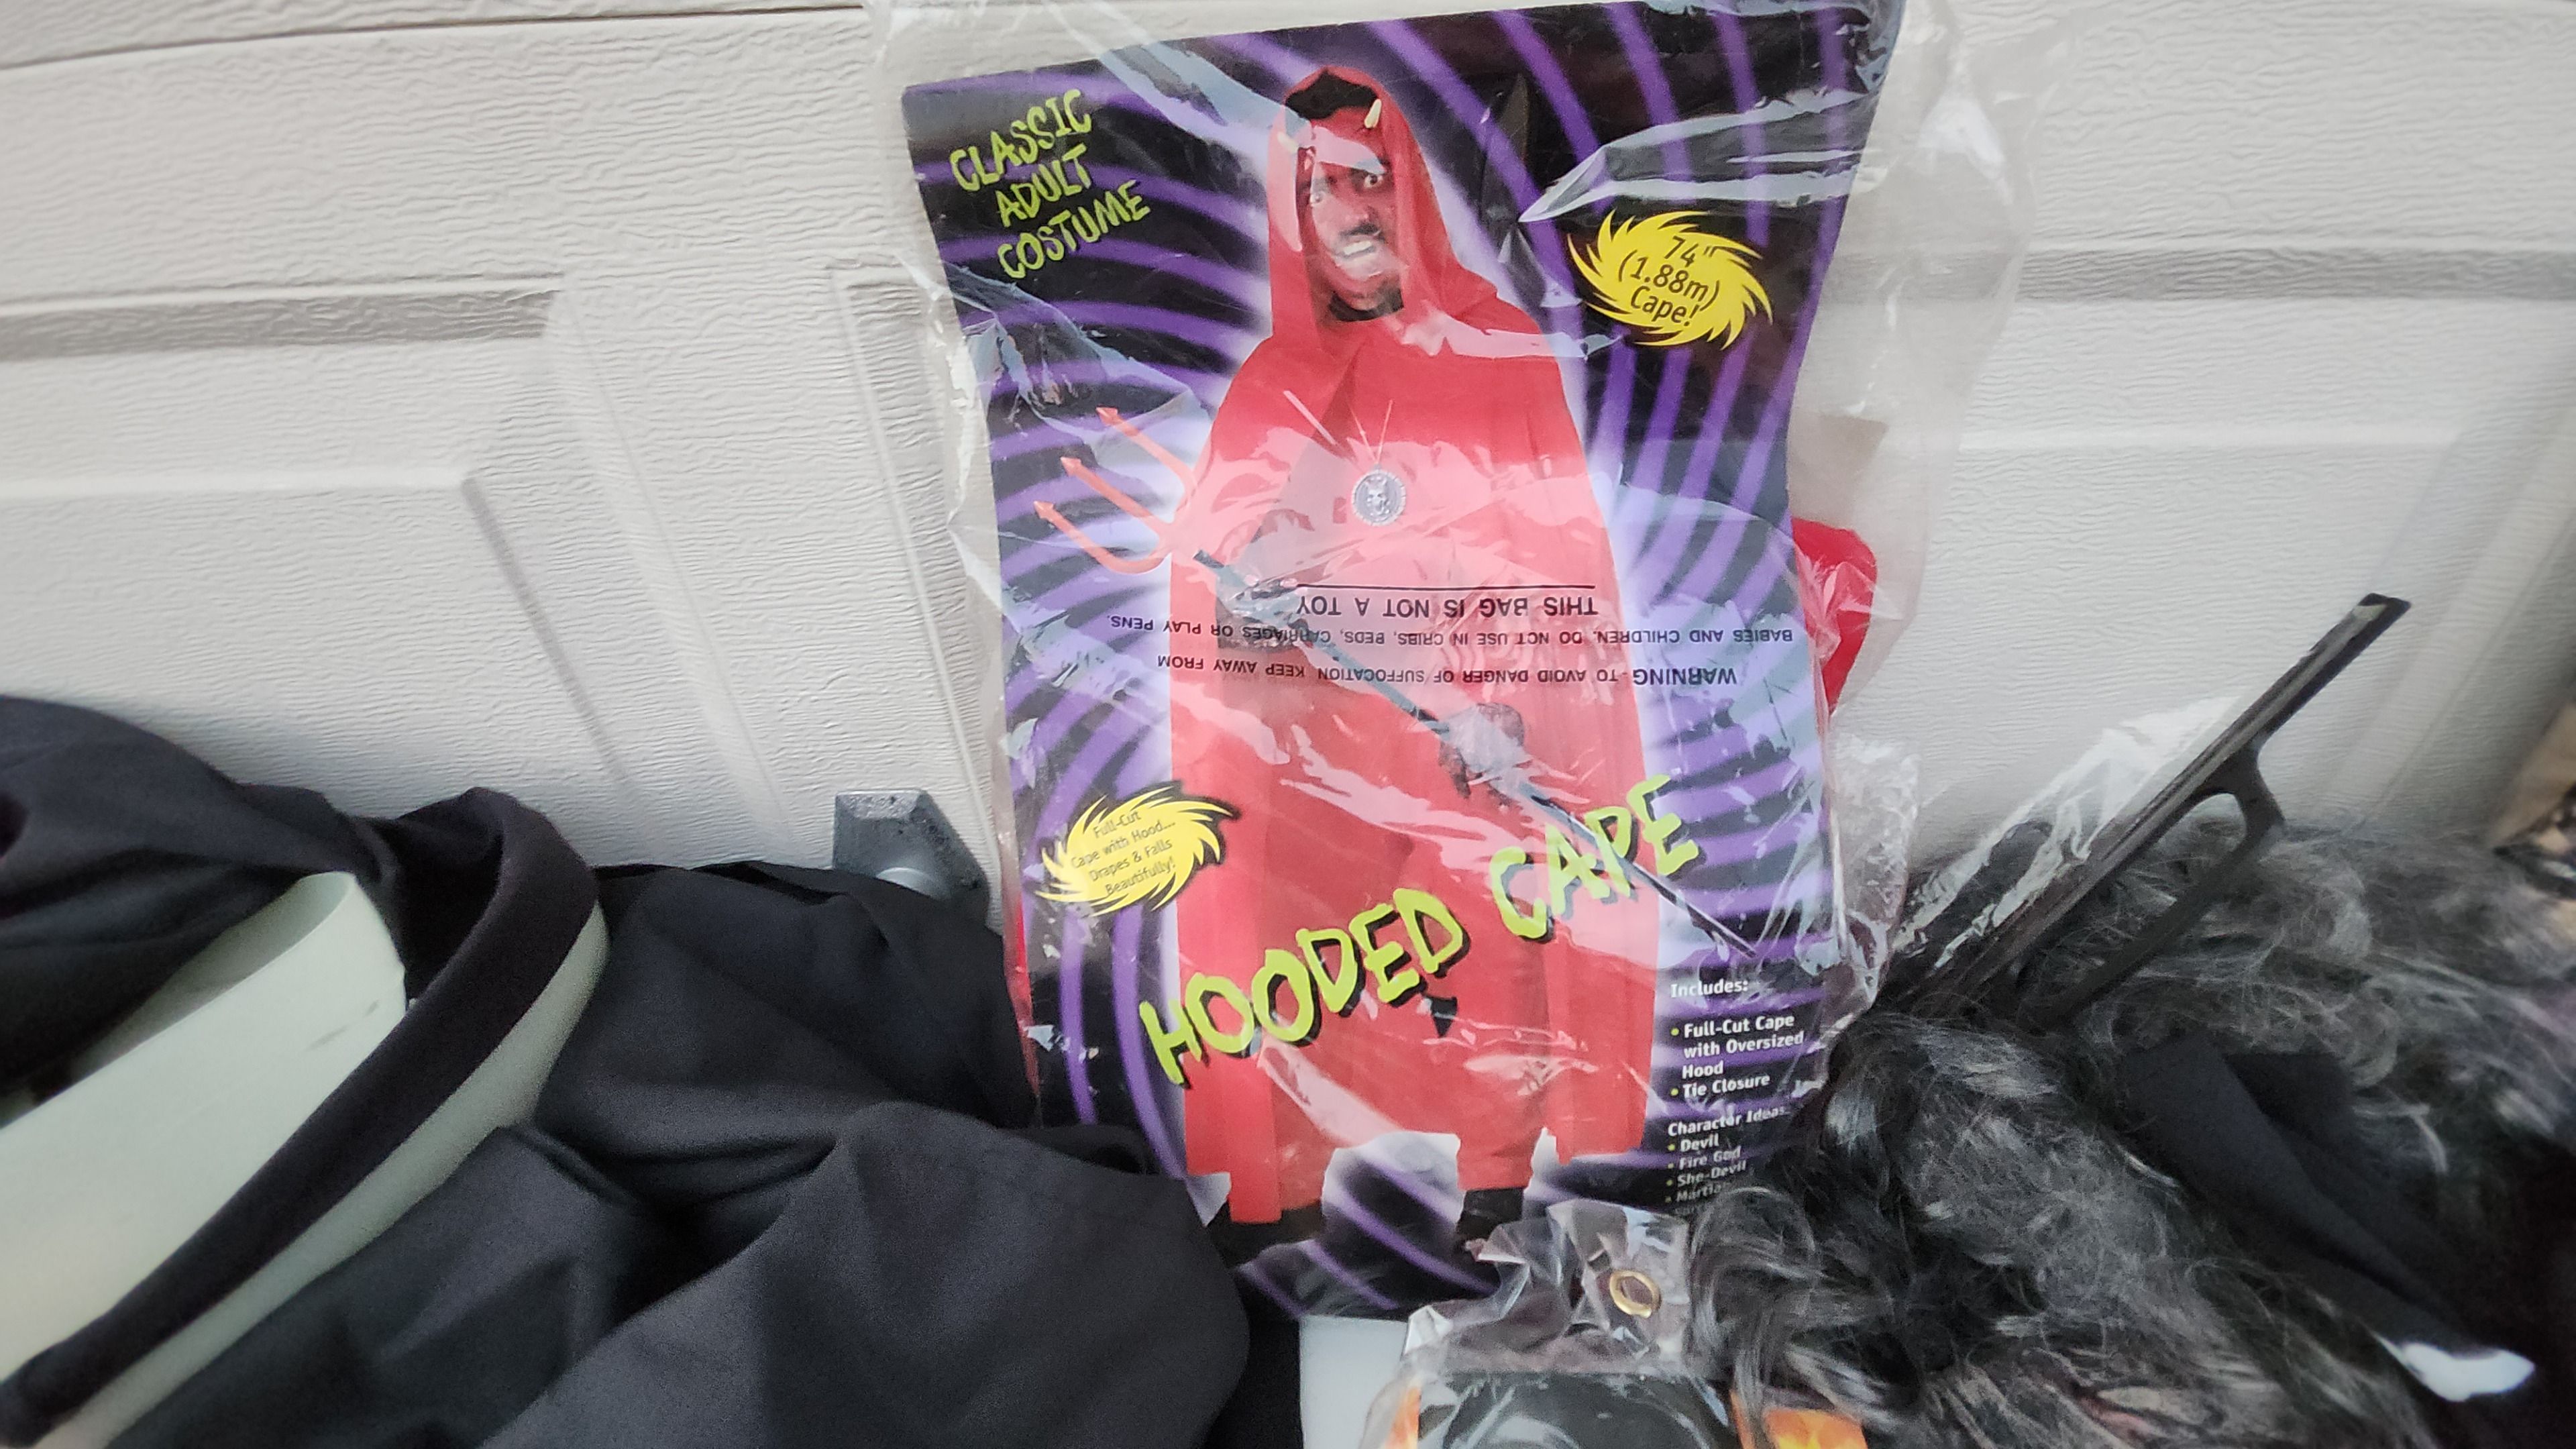 CLASSIC
ADULT
COSTUME
74"
(1.88m)
Cape!
THIS BAG IS NOT A TOY
BABIES AND CHILDREN. DO NOT USE IN CRIBS, BEDS, CARRIAGES OR PLAY PENS.
WARNING - TO AVOID DANGER OF SUFFOCATION KEEP AWAY FROM
Full-Cut
Cape with Hood...
Drapes & Falls
Beautifully!
HOODED CAPE
Includes:
• Full-Cut Cape
with Oversized
Hood
• Tie Closure
Character Ideas:
• Devil
• Fire God
• She-Devil